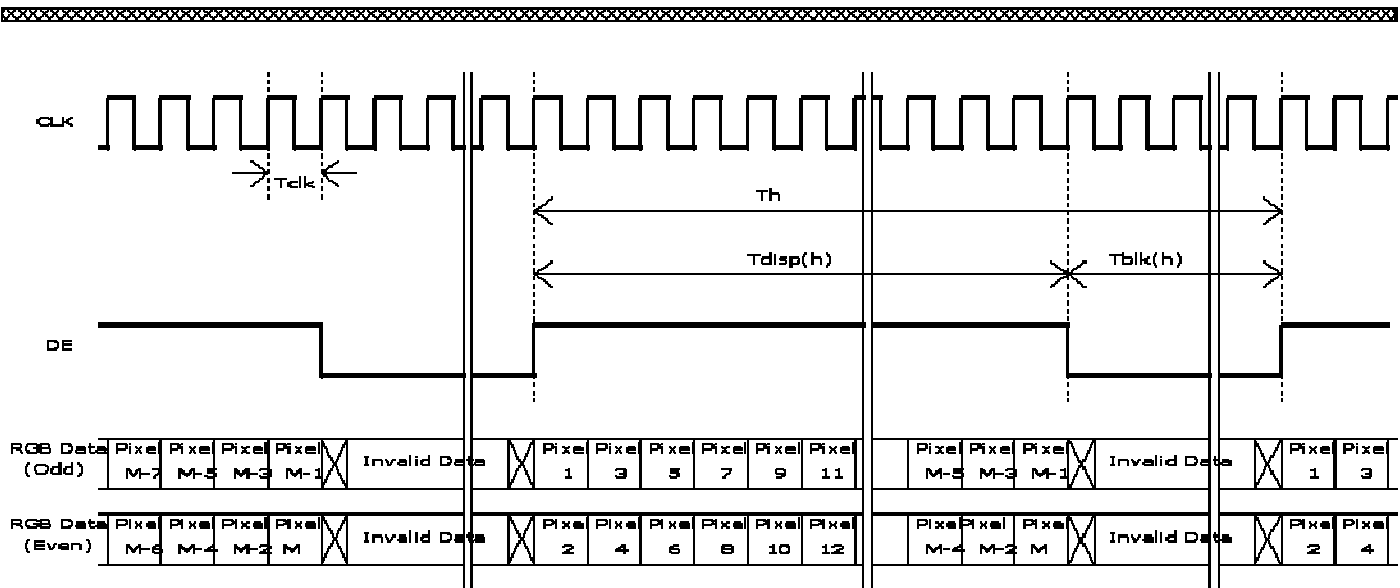 CLK
Tclk
Th
Tdisp(h) Tblk(h)
DE
RGB Data Pixel Pixel Pixel Pixel Pixel Pixel Pixel Pixel Pixel Pixel Pixel Pixel Pixel Pixel Pixel
(Odd) M-7 M-5 M-3 M-1 Invalid Data 1 3 5 7 9 11 M-5 M-3 M-1 Invalid Data 1 3
RGB Data Pixel Pixel Pixel Pixel Pixel Pixel Pixel Pixel Pixel Pixel Pixel Pixel Pixel Pixel Pixel
(Even) M-6 M-4 M-2 M Invalid Data 2 4 6 8 10 12 M-4 M-2 M Invalid Data 2 4